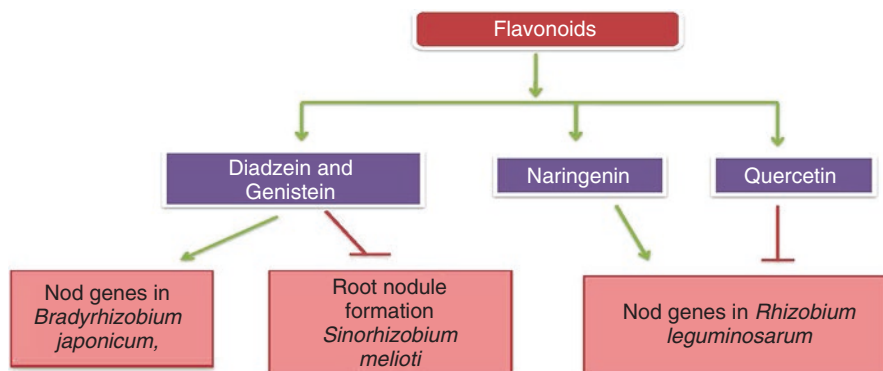 Flavonoids
Diadzein and
Genistein
Naringenin
Quercetin
Nod genes in
Bradyrhizobium
japonicum,
Root nodule
formation
Sinorhizobium
melioti
Nod genes in Rhizobium
leguminosarum